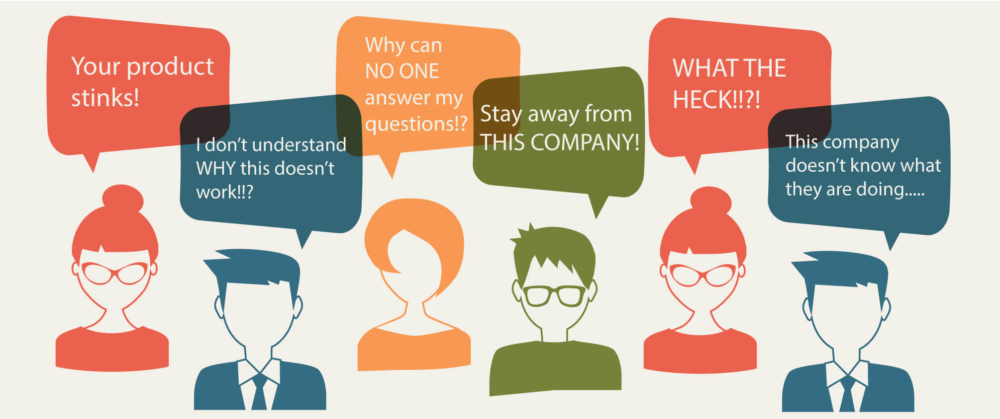 Your product
stinks!
I don’t understand
WHY this doesn’t
work!!?
Why can
NO ONE
answer my
questions!?
Stay away from
THIS COMPANY!
WHAT THE
HECK!!?!
This company
doesn’t know what
they are doing.....